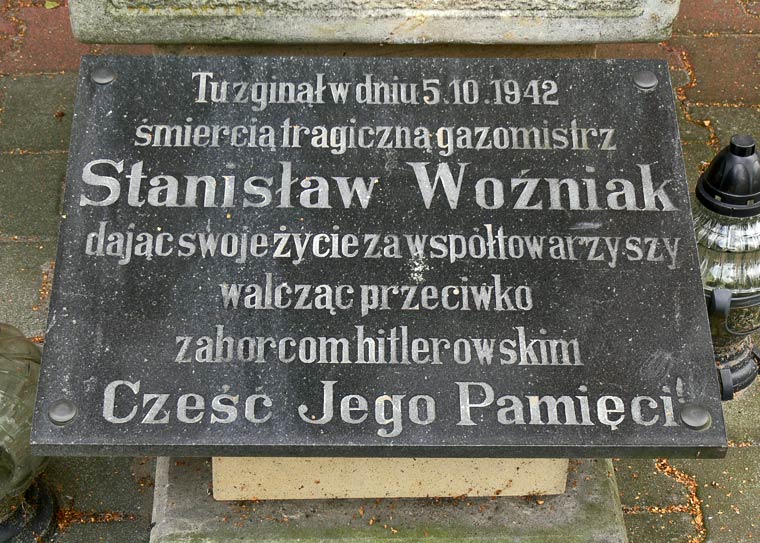 Tu zginął w dniu 5.10.1942
śmiercią tragiczną gazomistrz
Stanisław Woźniak
dając swoje życie za współtowarzyszy
walcząc przeciwko
zaborcom hitlerowskim
Cześć Jego Pamięci!